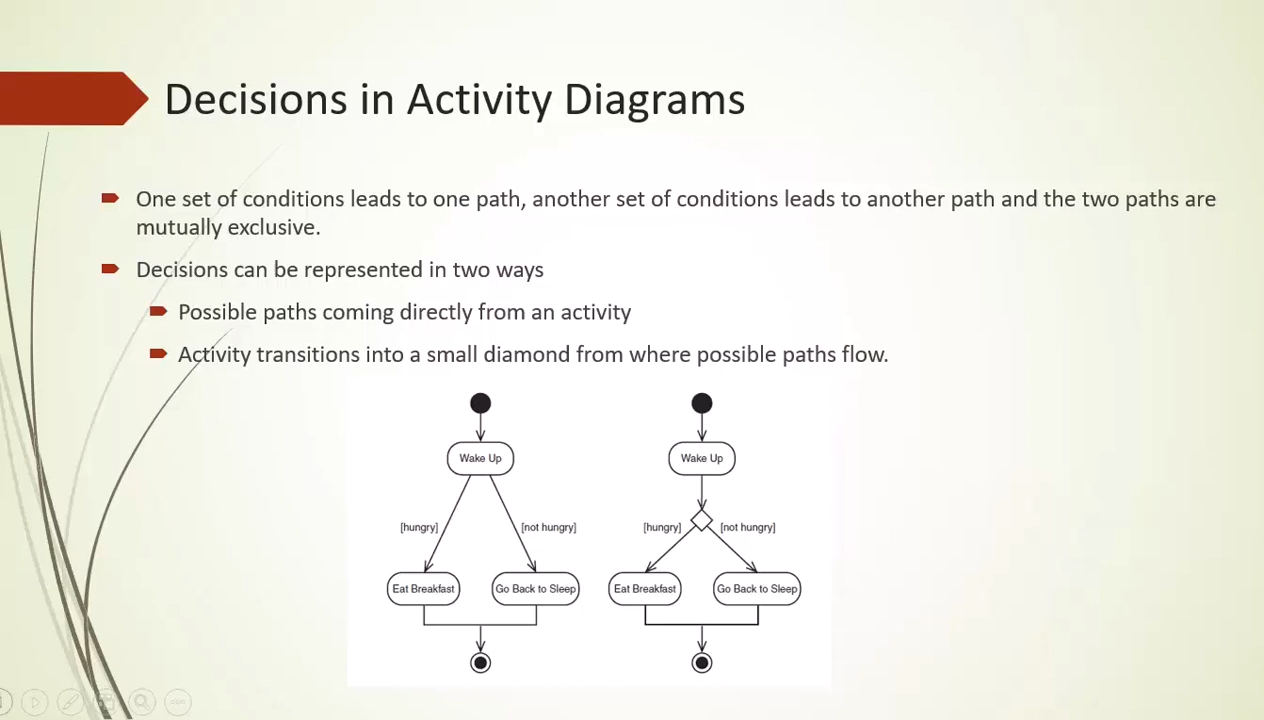 Decisions in Activity Diagrams
One set of conditions leads to one path, another set of conditions leads to another path and the two paths are
mutually exclusive.
Decisions can be represented in two ways
Possible paths coming directly from an activity
Activity transitions into a small diamond from where possible paths flow.
Wake Up
[hungry]
[not hungry]
Eat Breakfast
Go Back to Sleep
Wake Up
[hungry]
[not hungry]
Eat Breakfast
Go Back to Sleep